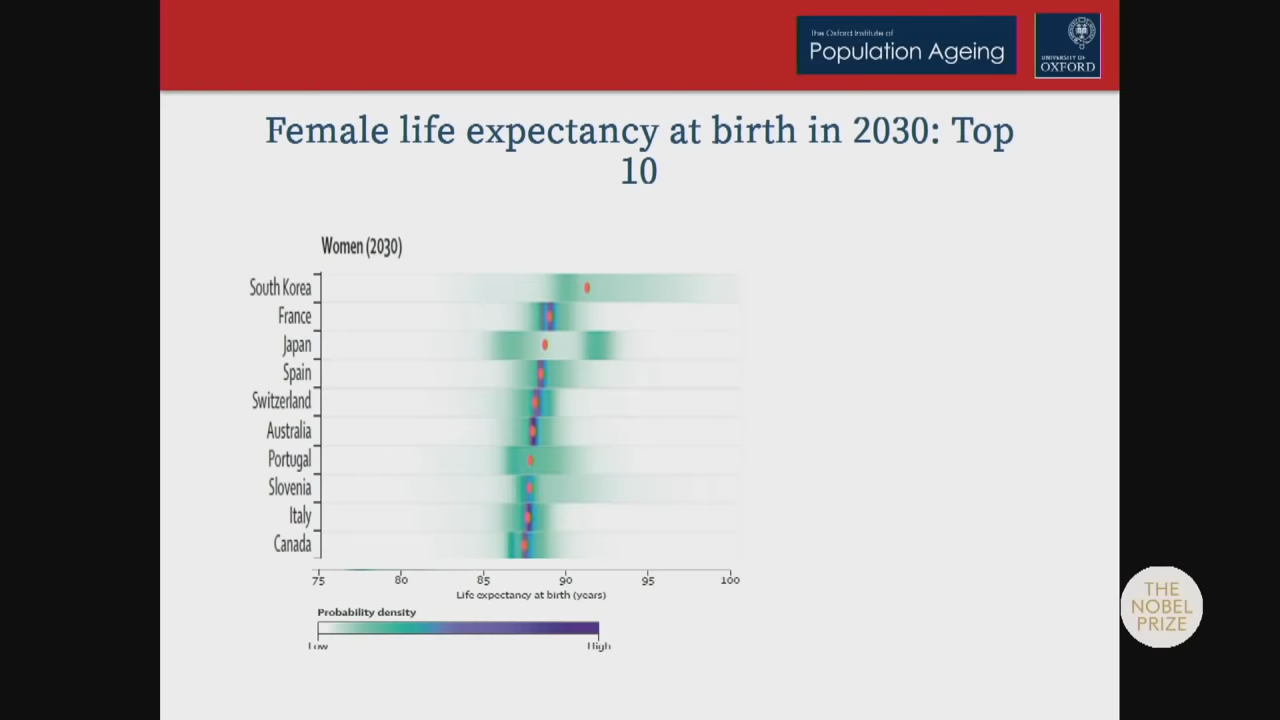 The Oxford Institute of
Population Ageing
UNIVERSITY OF
OXFORD
Female life expectancy at birth in 2030: Top
10
Women (2030)
South Korea
France
Japan
Spain
Switzerland
Australia
Portugal
Slovenia
Italy
Canada
75 80 85 90 95 100
Life expectancy at birth (years)
Probability density
Low High
THE
NOBEL
PRIZE